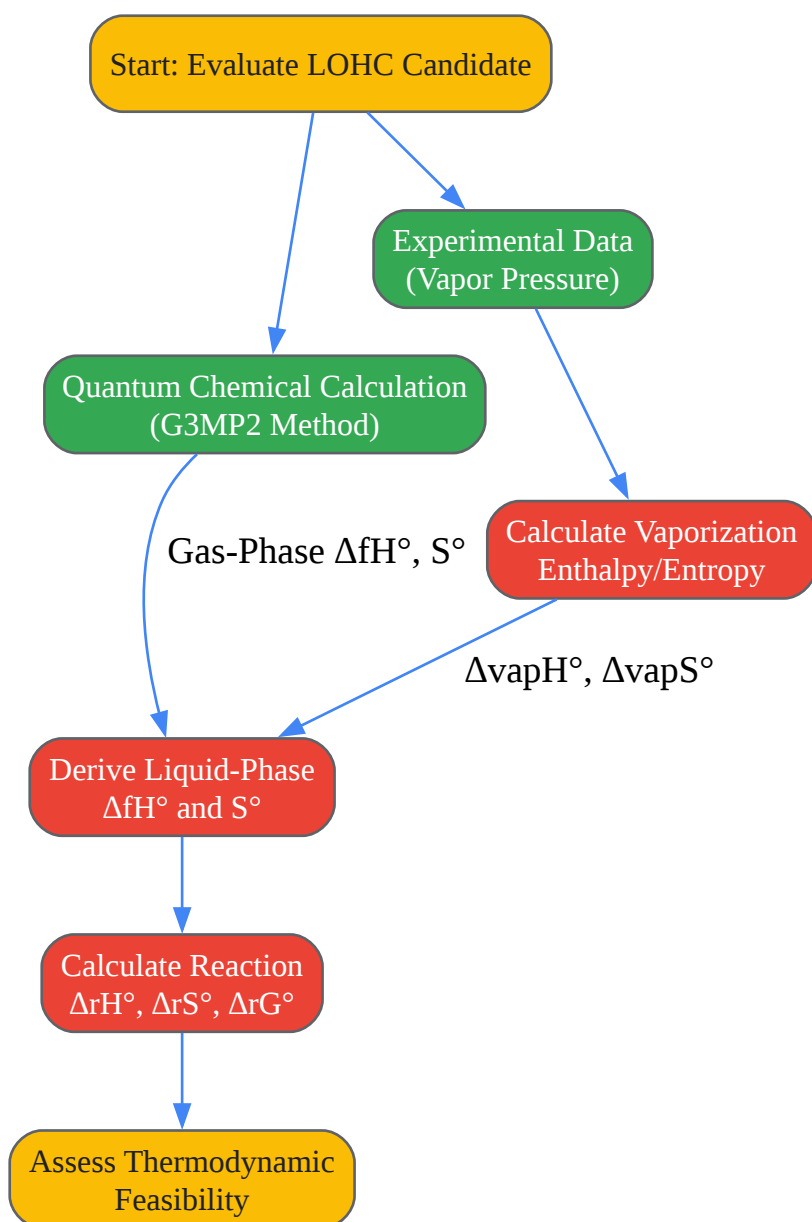 Start: Evaluate LOHC Candidate
Experimental Data
(Vapor Pressure)
Quantum Chemical Calculation
(G3MP2 Method)
Calculate Vaporization
Enthalpy/Entropy
Gas-Phase ΔfH°, S°
ΔvapH°, ΔvapS°
Derive Liquid-Phase
ΔfH° and S°
Calculate Reaction
ΔrH°, ΔrS°, ΔrG°
Assess Thermodynamic
Feasibility